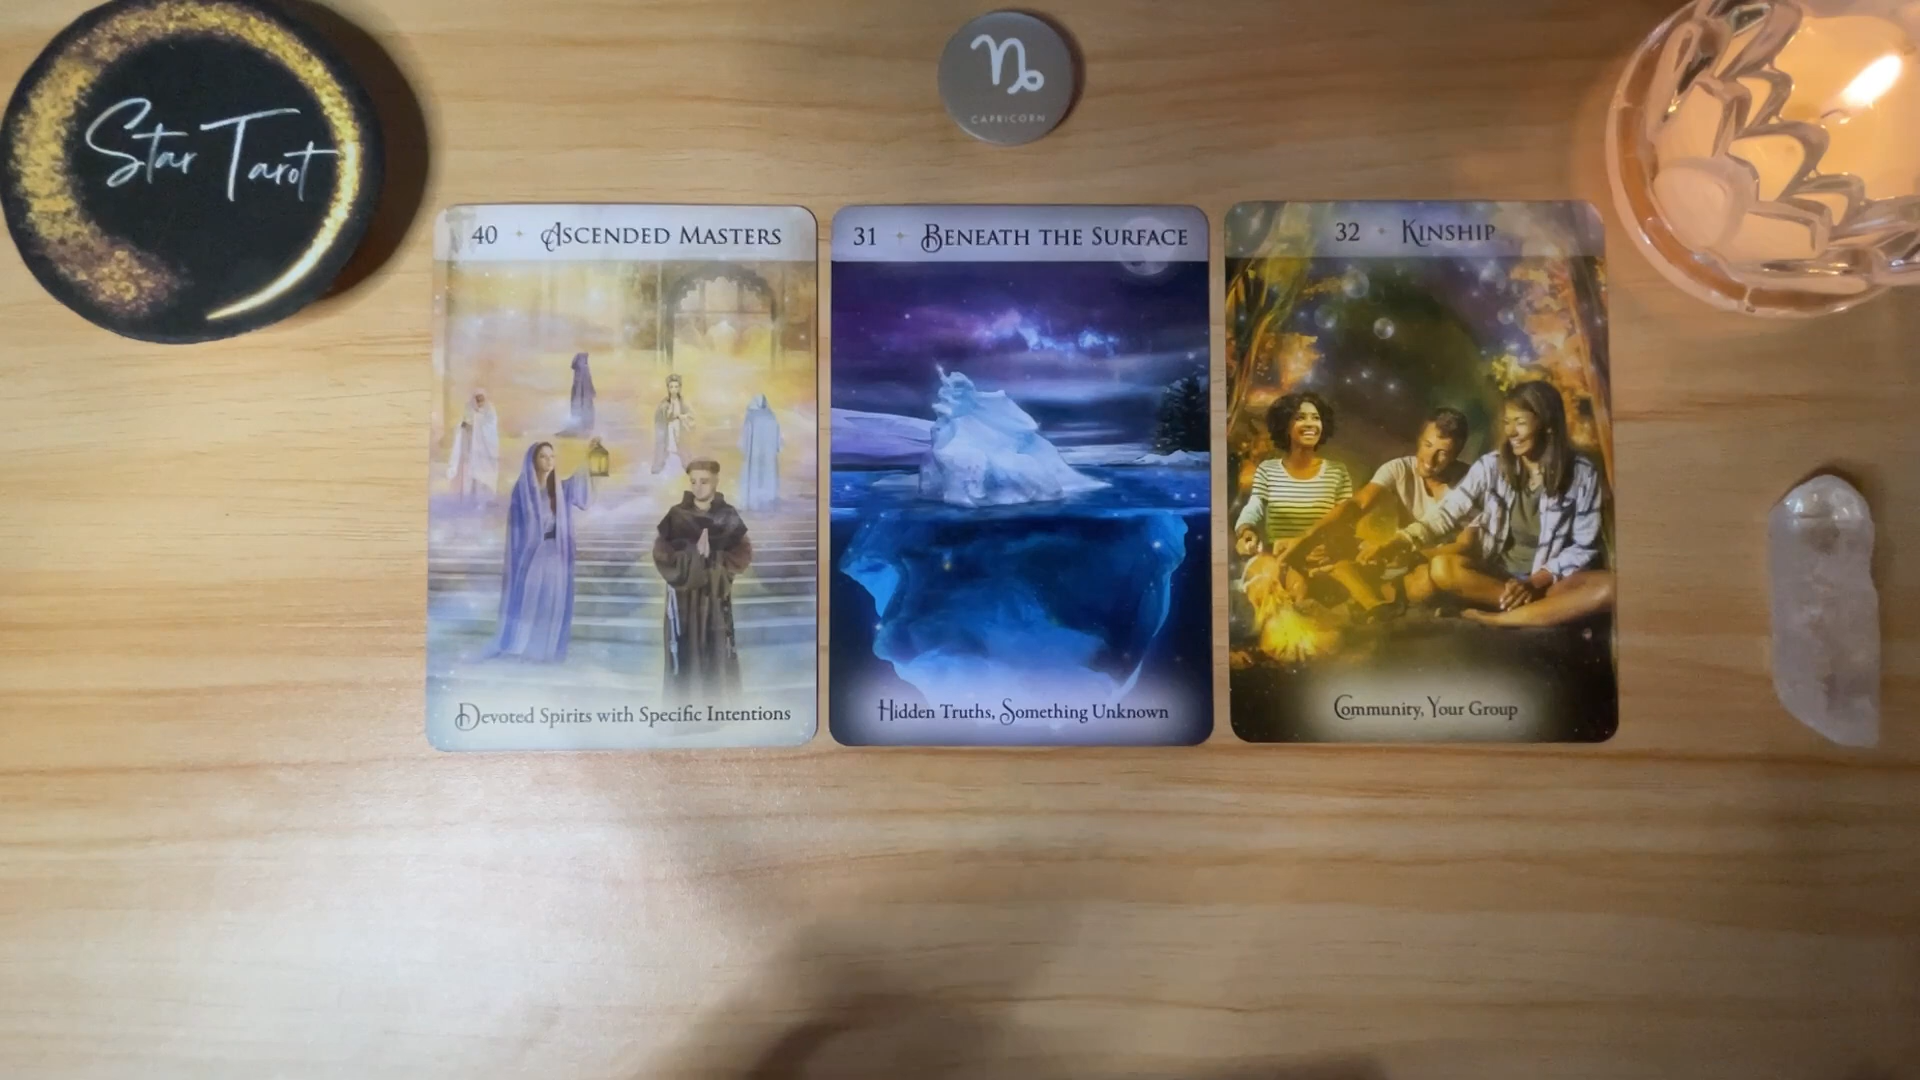 Star Tarot
CAPRICORN
40 ASCENDED MASTERS
Devoted Spirits with Specific Intentions
31 BENEATH THE SURFACE
Hidden Truths, Something Unknown
32 KINSHIP
Community, Your Group